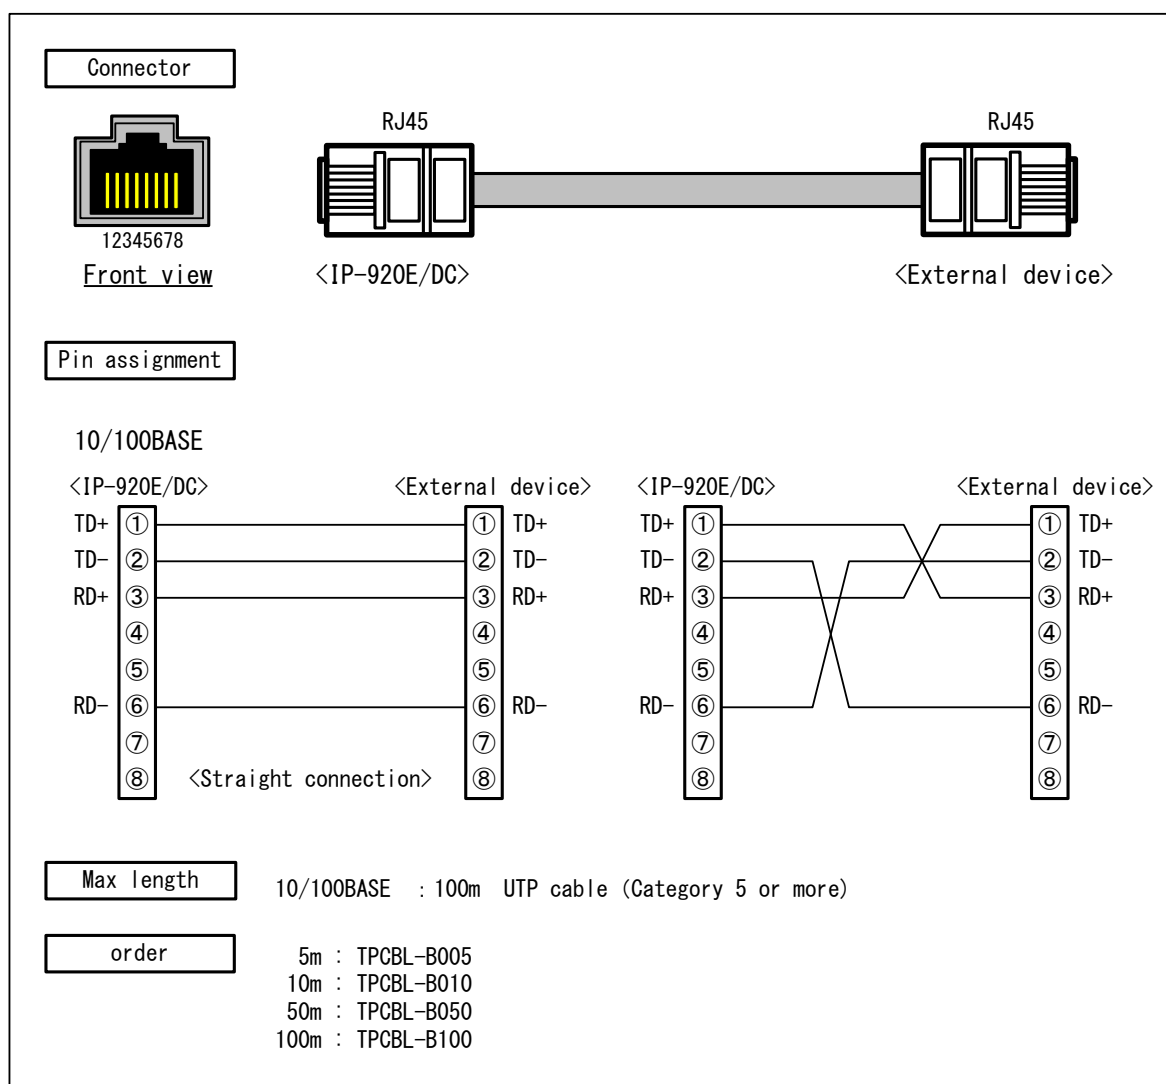 Connector
RJ45 RJ45
12345678
Front view <IP-920E/DC> <External device>
Pin assignment
10/100BASE
<IP-920E/DC> <External device> <IP-920E/DC> <External device>
TD+ ① ① TD+ TD+ ① ① TD+
TD- ② ② TD- TD- ② ② TD-
RD+ ③ ③ RD+ RD+ ③ ③ RD+
④ ④ ④ ④
⑤ ⑤ ⑤ ⑤
RD- ⑥ ⑥ RD- RD- ⑥ ⑥ RD-
⑦ ⑦ ⑦ ⑦
⑧ <Straight connection> ⑧ ⑧ ⑧
Max length 10/100BASE : 100m UTP cable (Category 5 or more)
order 5m : TPCBL-B005
10m : TPCBL-B010
50m : TPCBL-B050
100m : TPCBL-B100